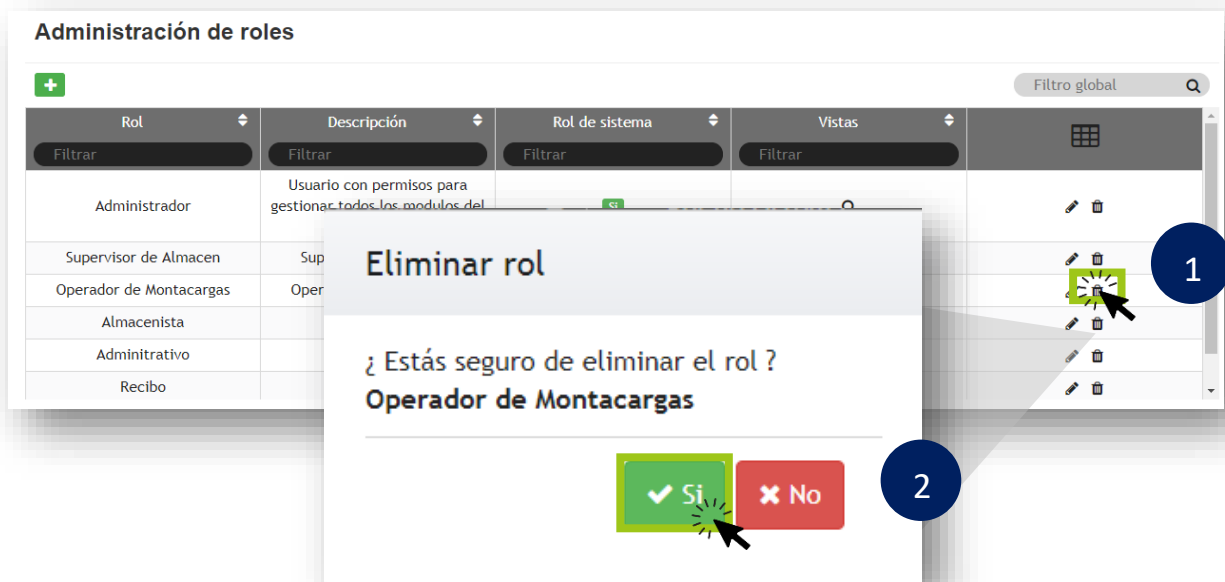 Administración de roles
Filtro global
Rol Descripción Rol de sistema Vistas
Filtrar Filtrar Filtrar Filtrar
Usuario con permisos para
Administrador gestionar todos los modulos del Si
Supervisor de Almacen Sup
Operador de Montacargas Oper
Almacenista
Adminitrativo
Recibo
1
Eliminar rol
¿ Estás seguro de eliminar el rol ?
Operador de Montacargas
Si No
2